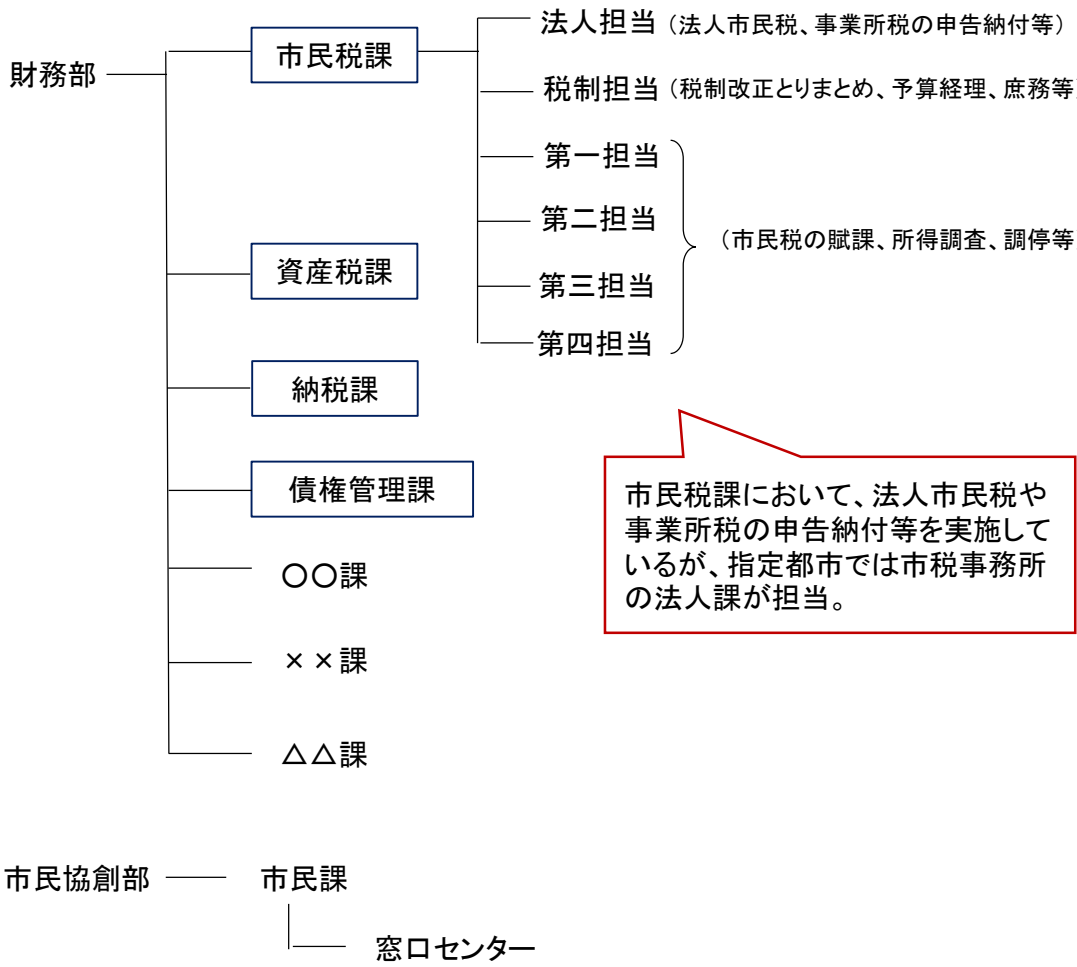 財務部
市民税課
法人担当（法人市民税、事業所税の申告納付等）
税制担当（税制改正とりまとめ、予算経理、庶務等）
第一担当
第二担当
第三担当
第四担当
（市民税の賦課、所得調査、調停等
資産税課
納税課
債権管理課
〇〇課
××課
△△課
市民税課において、法人市民税や
事業所税の申告納付等を実施して
いるが、指定都市では市税事務所
の法人課が担当。
市民協創部
市民課
窓口センター